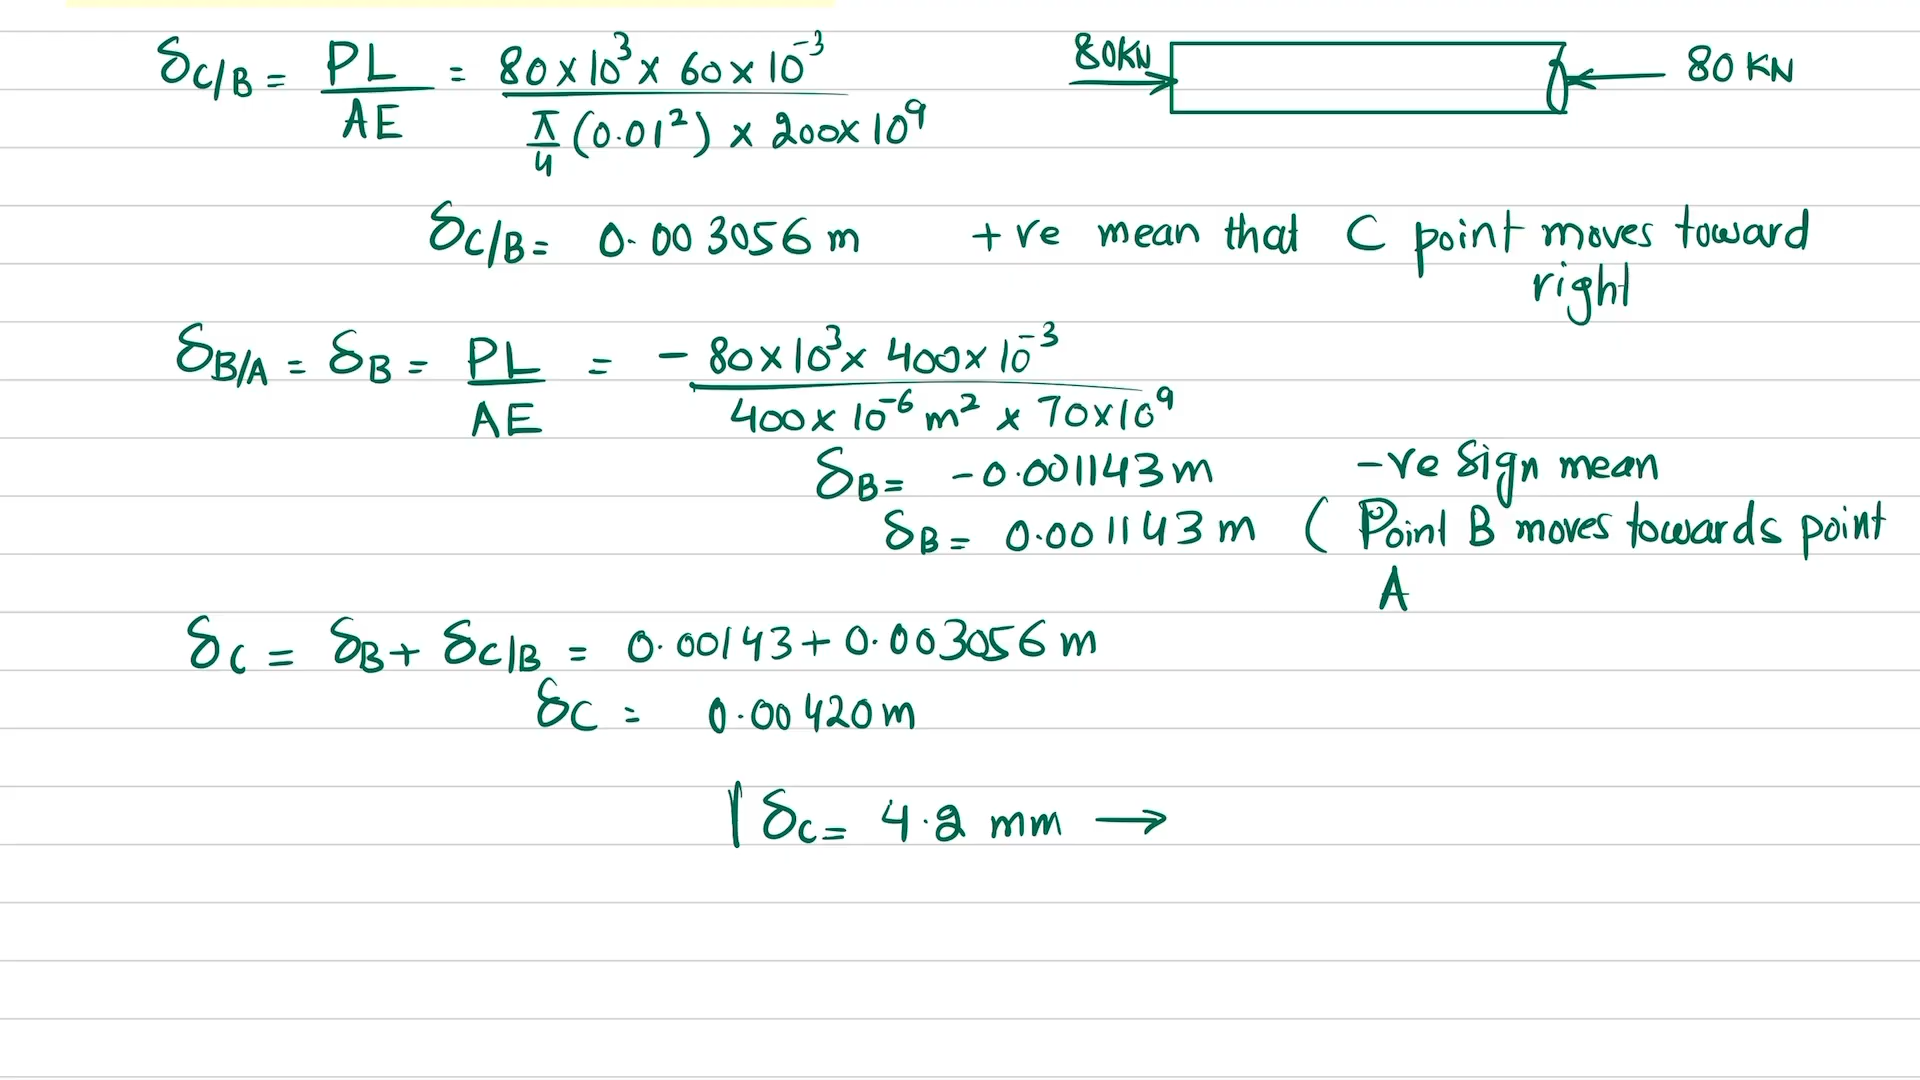 δC/B = PL/AE = 80×10³× 60×10⁻³ / π/4 (0.01²) × 200×10⁹
80KN 80 KN
δC/B = 0.003056 m +ve mean that C point moves toward
right
δB/A = δB = PL/AE = - 80×10³× 400×10⁻³ / 400×10⁻⁶ m² × 70×10⁹
δB = -0.001143 m -ve Sign mean
δB = 0.001143 m ( Point B moves towards point
A
δC = δB + δC|B = 0.00143 + 0.003056 m
δC = 0.00420 m
δC = 4.2 mm →